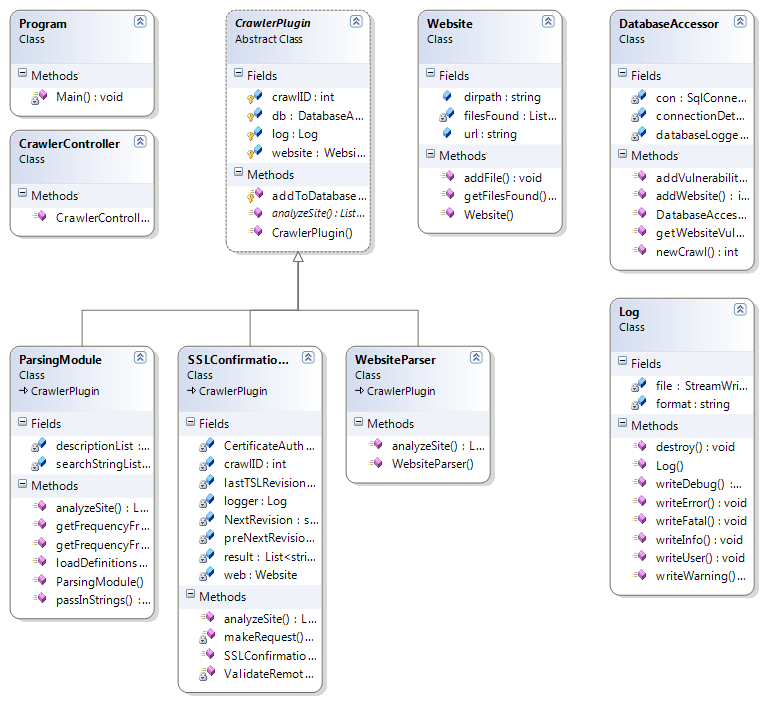 Program
Class
Methods
Main() : void
CrawlerController
Class
Methods
CrawlerControll...
CrawlerPlugin
Abstract Class
Fields
crawlID : int
db : DatabaseA...
log : Log
website : Websi...
Methods
addToDatabase...
analyzeSite() : List...
CrawlerPlugin()
Website
Class
Fields
dirpath : string
filesFound : List...
url : string
Methods
addFile() : void
getFilesFound()...
Website()
DatabaseAccessor
Class
Fields
con : SqlConne...
connectionDet...
databaseLogge...
Methods
addVulnerabilit...
addWebsite() : i...
DatabaseAcces...
getWebsiteVul...
newCrawl() : int
ParsingModule
Class
CrawlerPlugin
Fields
descriptionList :...
searchStringList...
Methods
analyzeSite() : L...
getFrequencyFr...
getFrequencyFr...
loadDefinitions...
ParsingModule()
passInStrings() :...
SSLConfirmatio...
Class
CrawlerPlugin
Fields
CertificateAuth...
crawlID : int
lastTSLRevision...
logger : Log
NextRevision : s...
preNextRevisio...
result : List<strin...
web : Website
Methods
analyzeSite() : L...
makeRequest()...
SSLConfirmatio...
ValidateRemot...
WebsiteParser
Class
CrawlerPlugin
Methods
analyzeSite() : L...
WebsiteParser()
Log
Class
Fields
file : StreamWri...
format : string
Methods
destroy() : void
Log()
writeDebug() :...
writeError() : void
writeFatal() : void
writeInfo() : void
writeUser() : void
writeWarning()...